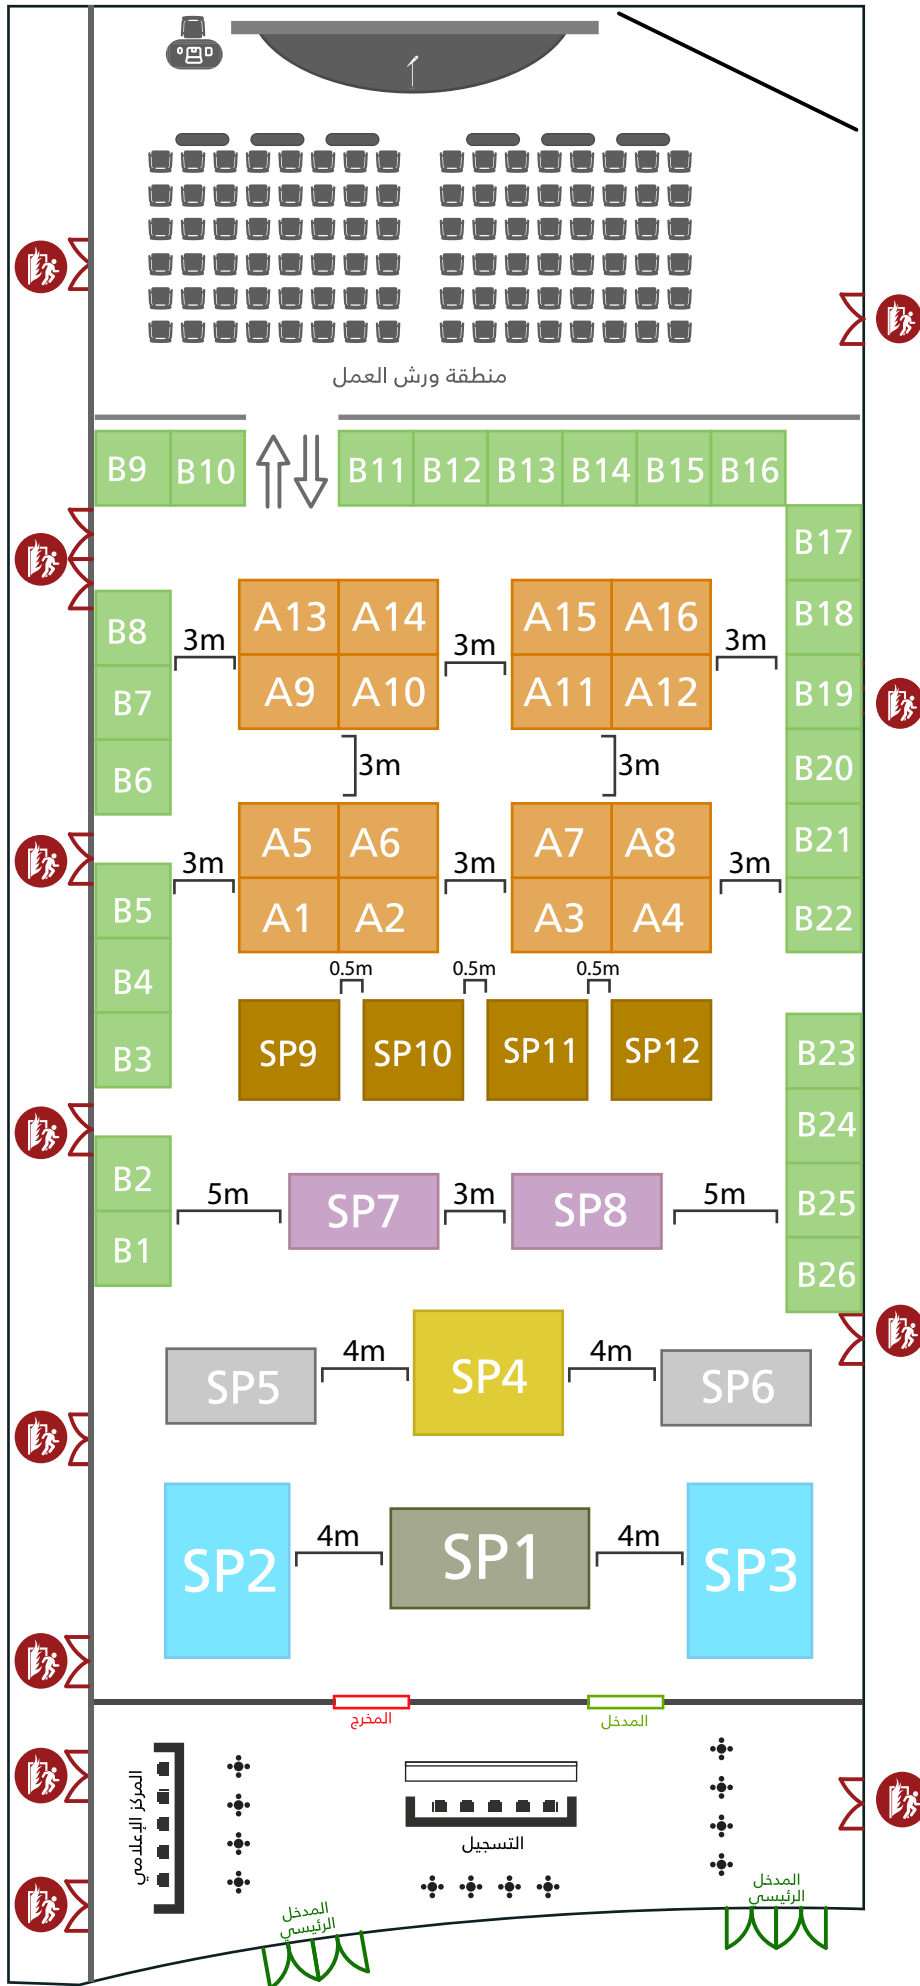 منطقة ورش العمل
B9 B10 B11 B12 B13 B14 B15 B16
B17
B8 3m A13 A14 3m A15 A16 3m B18
B7 A9 A10 A11 A12 B19
B6 3m 3m B20
3m A5 A6 3m A7 A8 3m B21
B5 A1 A2 A3 A4 B22
B4 0.5m 0.5m 0.5m
B3 SP9 SP10 SP11 SP12 B23
B24
B2 5m SP7 3m SP8 5m B25
B1 B26
SP5 4m SP4 4m SP6
SP2 4m SP1 4m SP3
المخرج
المدخل
المركز الإعلامي
التسجيل
المدخل
الرئيسي
المدخل
الرئيسي